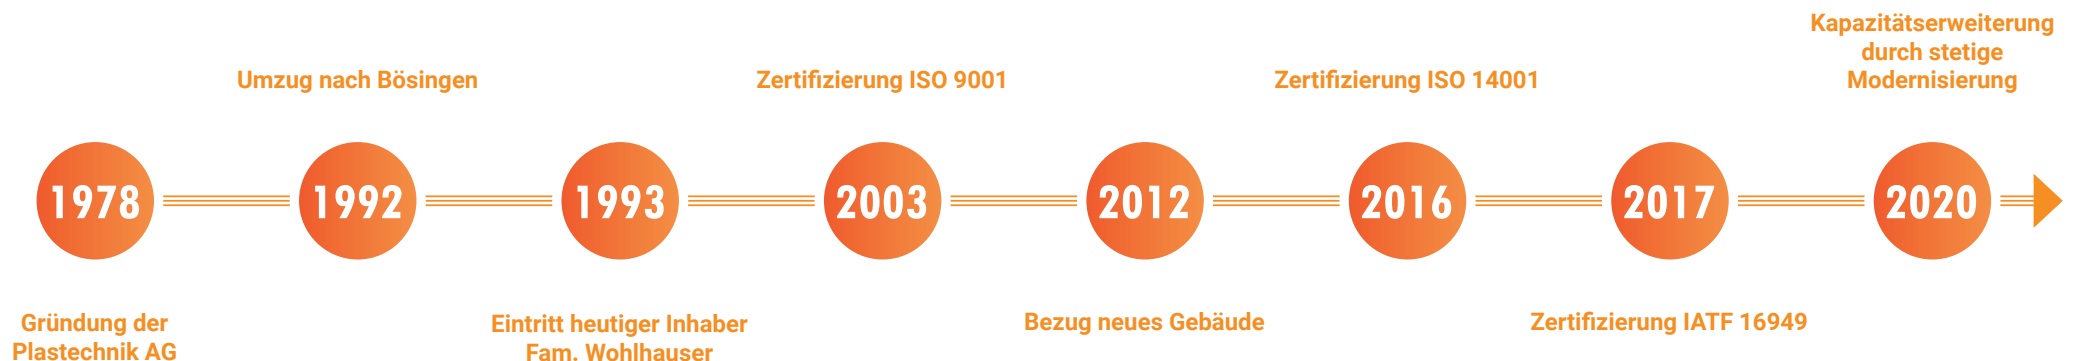 1978
Gründung der
Plastechnik AG
Umzug nach Bösingen
1992
1993
Eintritt heutiger Inhaber
Fam. Wohlhauser
Zertifizierung ISO 9001
2003
2012
Bezug neues Gebäude
Zertifizierung ISO 14001
2016
2017
Zertifizierung IATF 16949
Kapazitätserweiterung
durch stetige
Modernisierung
2020